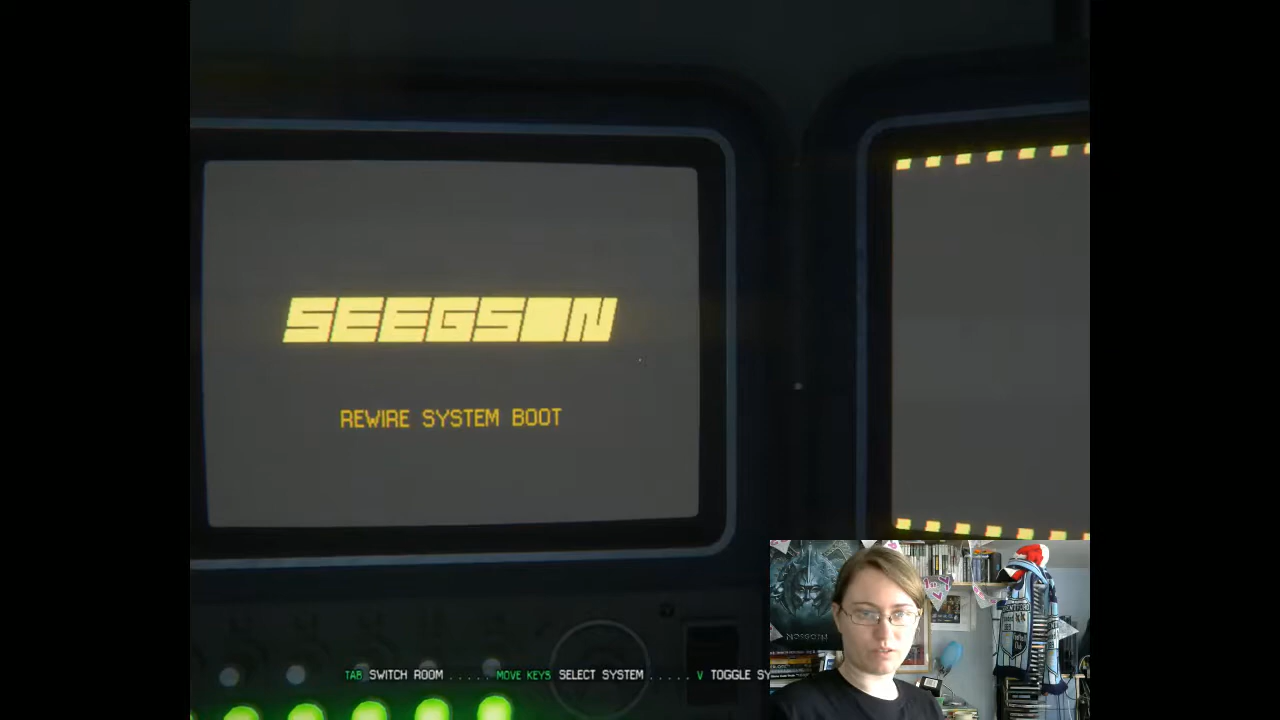 SEEGSON
REWIRE SYSTEM BOOT
TAB SWITCH ROOM ..... MOVE KEYS SELECT SYSTEM ..... V TOGGLE SY